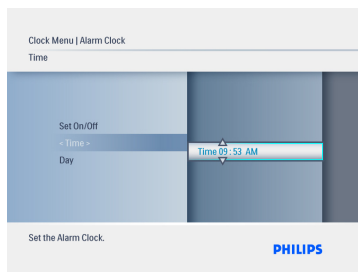 Clock Menu | Alarm Clock
Time
Set On/Off
< Time >
Day
Time 09 : 53 AM
Set the Alarm Clock.
PHILIPS